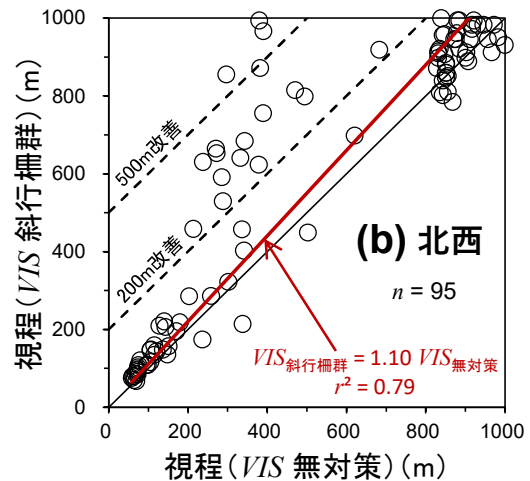 視程(VIS 斜行柵群)(m)
1000
800
600
400
200
0
500m改善
200m改善
(b) 北西
n = 95
VIS斜行柵群 = 1.10 VIS無対策
r² = 0.79
0 200 400 600 800 1000
視程(VIS 無対策)(m)